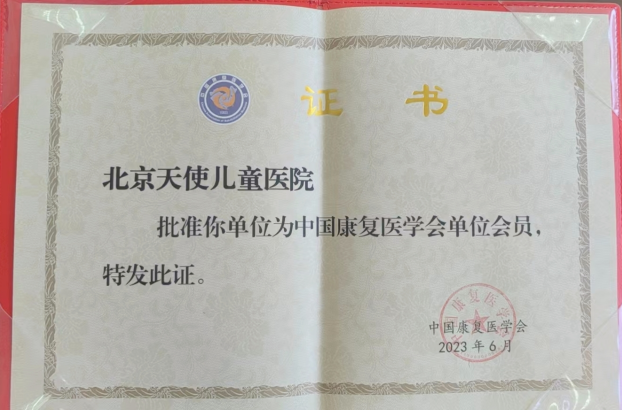 证书
北京天使儿童医院
批准你单位为中国康复医学会单位会员，
特发此证。
中国康复医学会
2023年6月